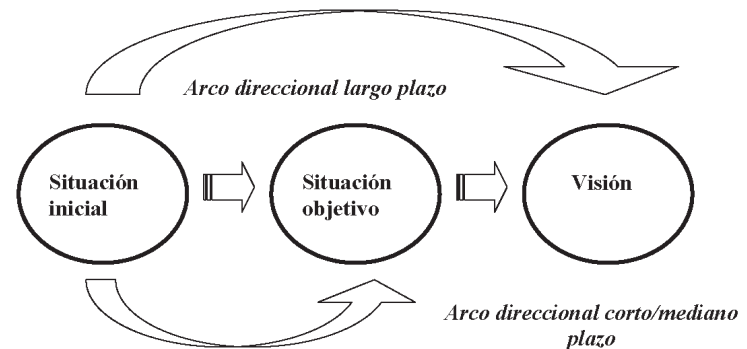 Arco direccional largo plazo
Situación
inicial
Situación
objetivo
Visión
Arco direccional corto/mediano
plazo